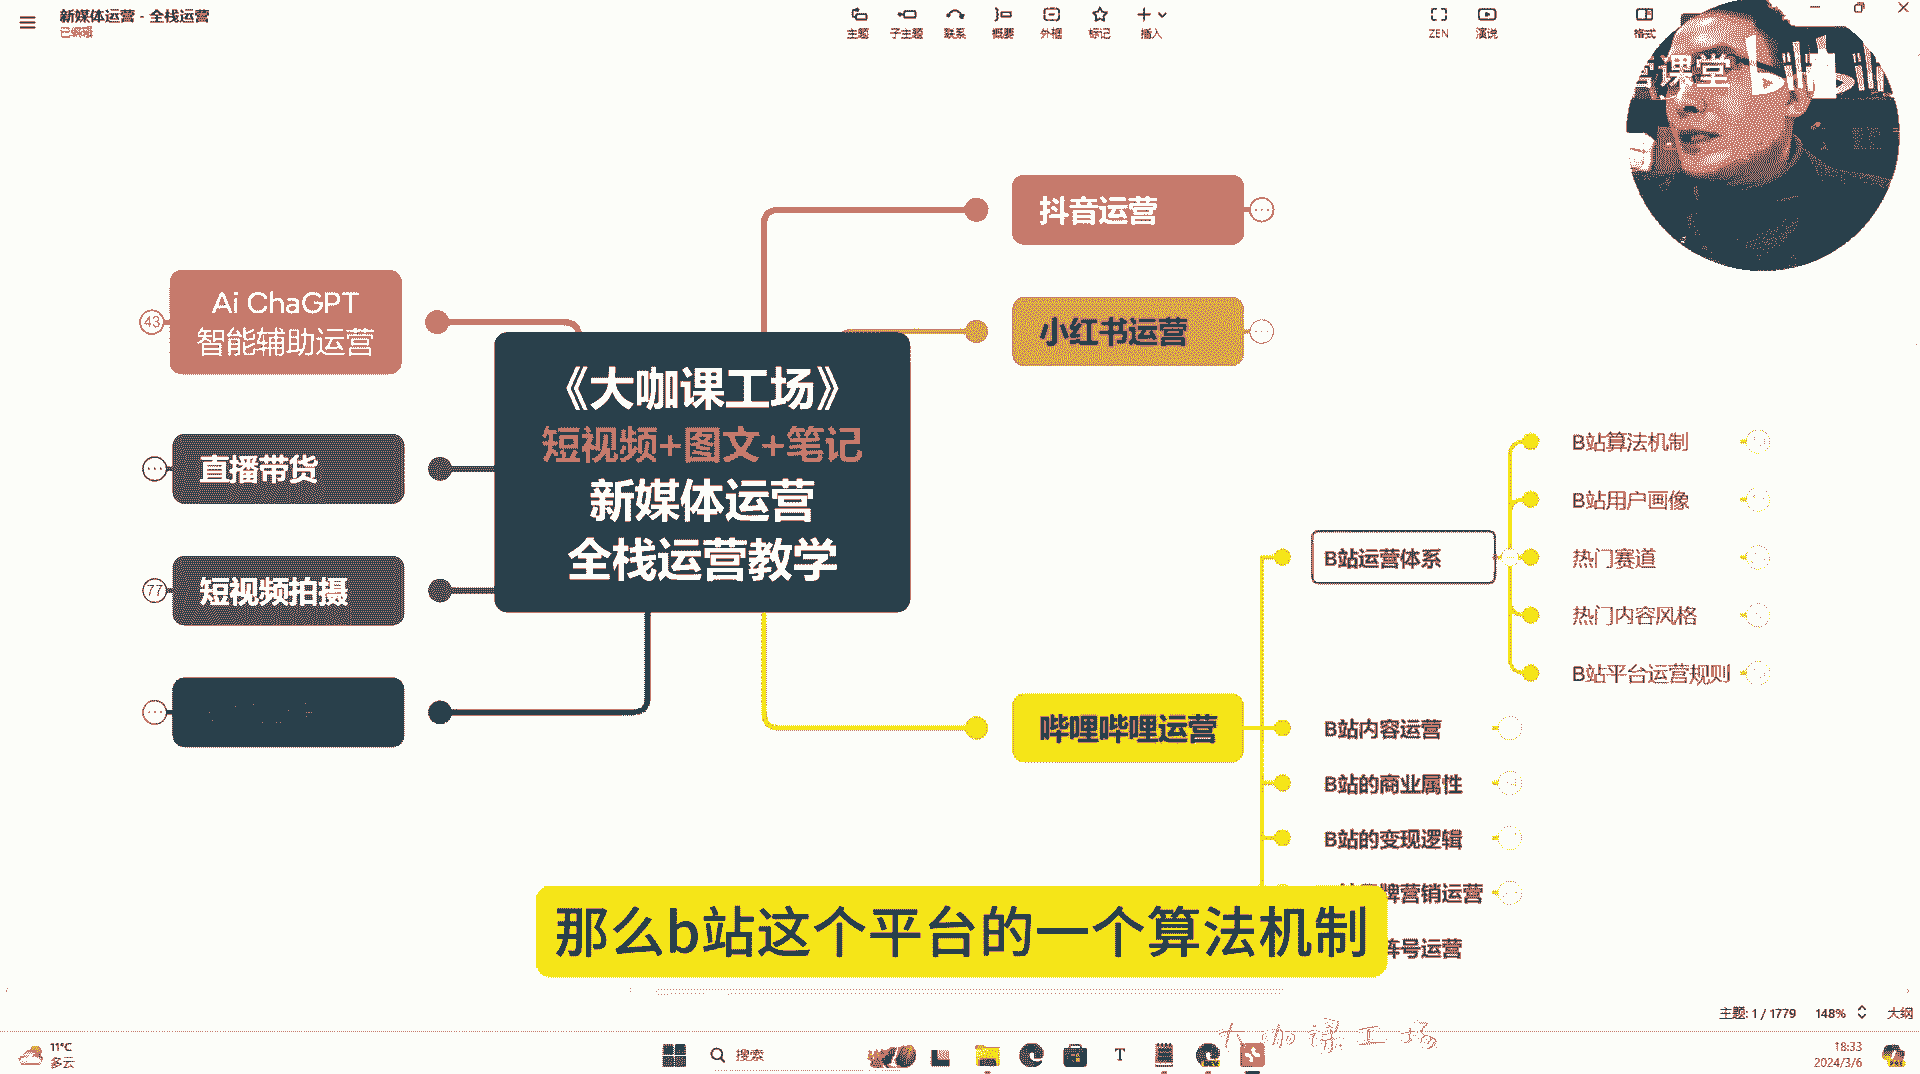 新媒体运营 - 全栈运营
已编辑
主题
子主题
联系
概要
外框
标记
插入
ZEN
演说
格式
课堂 bilibili
抖音运营
小红书运营
43
Ai ChaGPT
智能辅助运营
直播带货
77
短视频拍摄
《大咖课工场》
短视频+图文+笔记
新媒体运营
全栈运营教学
哔哩哔哩运营
B站运营体系
B站算法机制
B站用户画像
热门赛道
热门内容风格
B站平台运营规则
B站内容运营
B站的商业属性
B站的变现逻辑
牌营销运营
号运营
那么b站这个平台的一个算法机制
主题: 1 / 1779
148%
大纲
大咖课工场
11°C
多云
搜索
18:33
2024/3/6